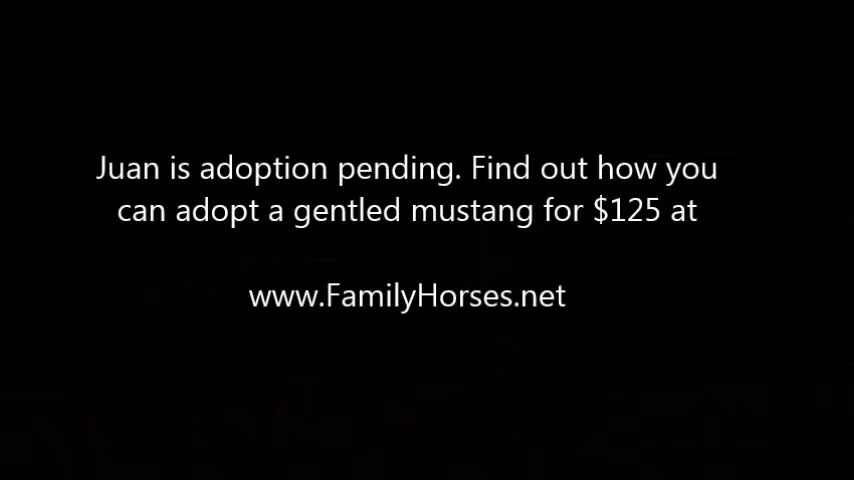 Juan is adoption pending. Find out how you
can adopt a gentled mustang for $125 at
www.FamilyHorses.net